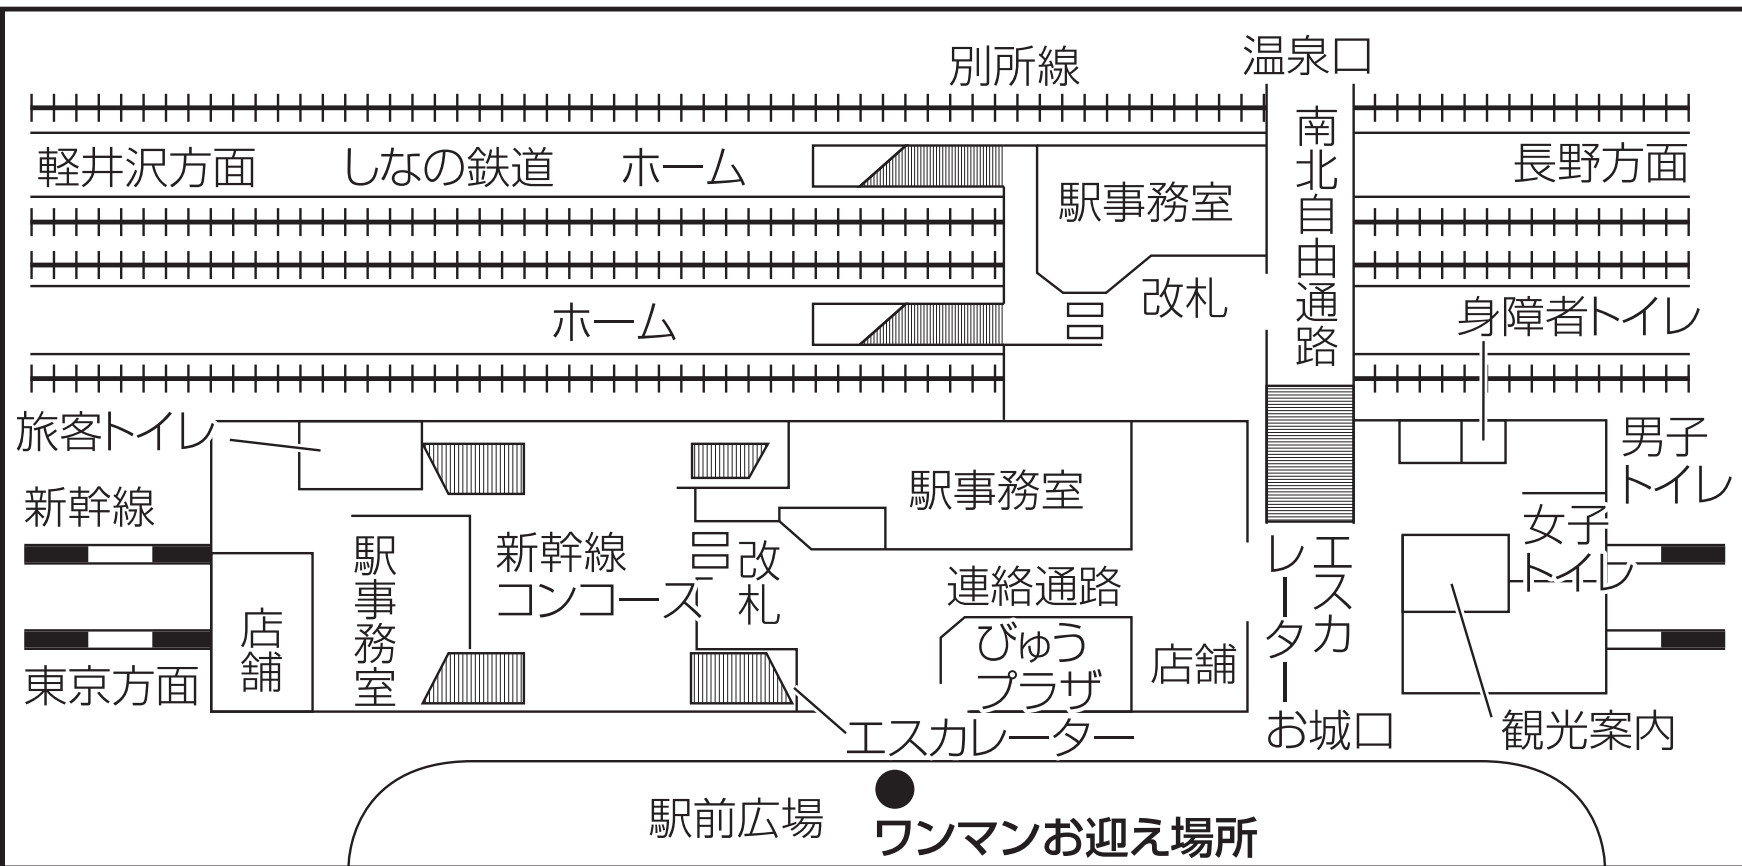 別所線
温泉口
軽井沢方面
しなの鉄道
ホーム
駅事務室
南北自由通路
長野方面
改札
ホーム
身障者トイレ
旅客トイレ
新幹線
駅事務室
新幹線
コンコース
改札
駅事務室
連絡通路
男子
トイレ
女子
トイレ
エスカ
レーター
店舗
びゅう
プラザ
店舗
東京方面
エスカレーター
お城口
観光案内
駅前広場
ワンマンお迎え場所